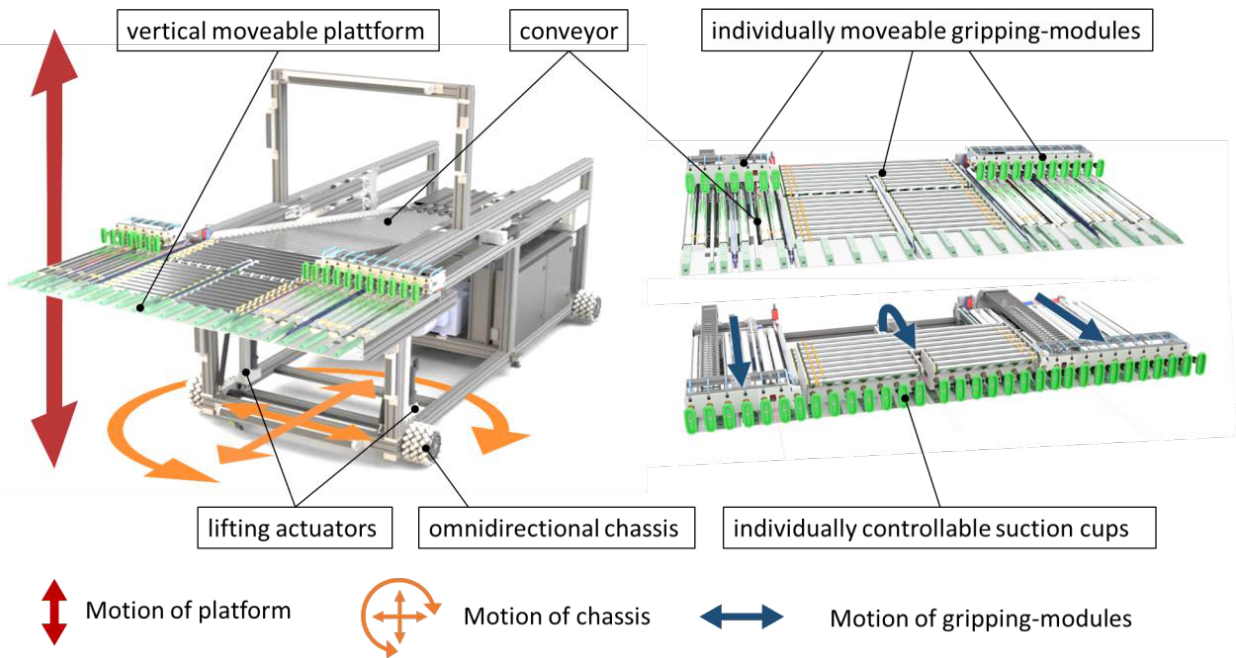 vertical moveable plattform
conveyor
individually moveable gripping-modules
lifting actuators
omnidirectional chassis
individually controllable suction cups
Motion of platform
Motion of chassis
Motion of gripping-modules